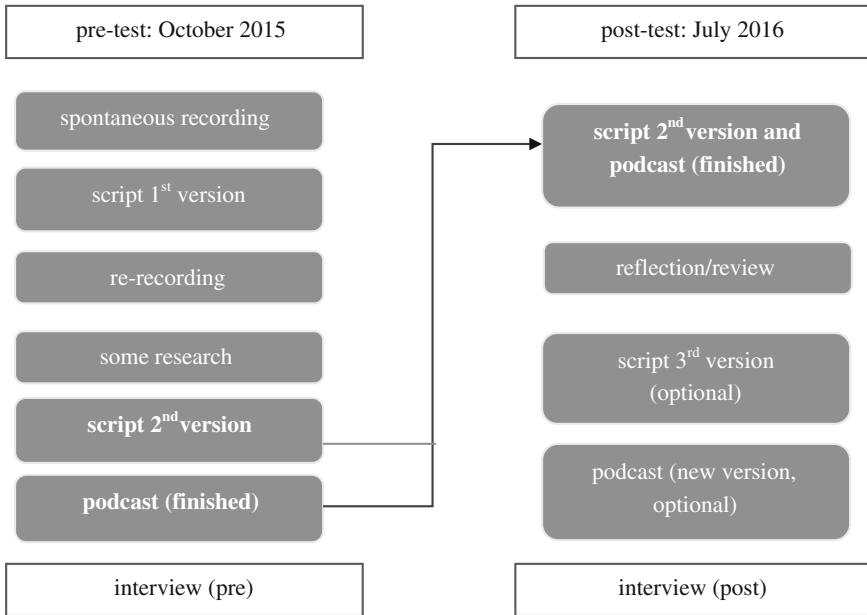 pre-test: October 2015
spontaneous recording
script 1st version
re-recording
some research
script 2nd version
podcast (finished)
interview (pre)
post-test: July 2016
script 2nd version and
podcast (finished)
reflection/review
script 3rd version
(optional)
podcast (new version,
optional)
interview (post)